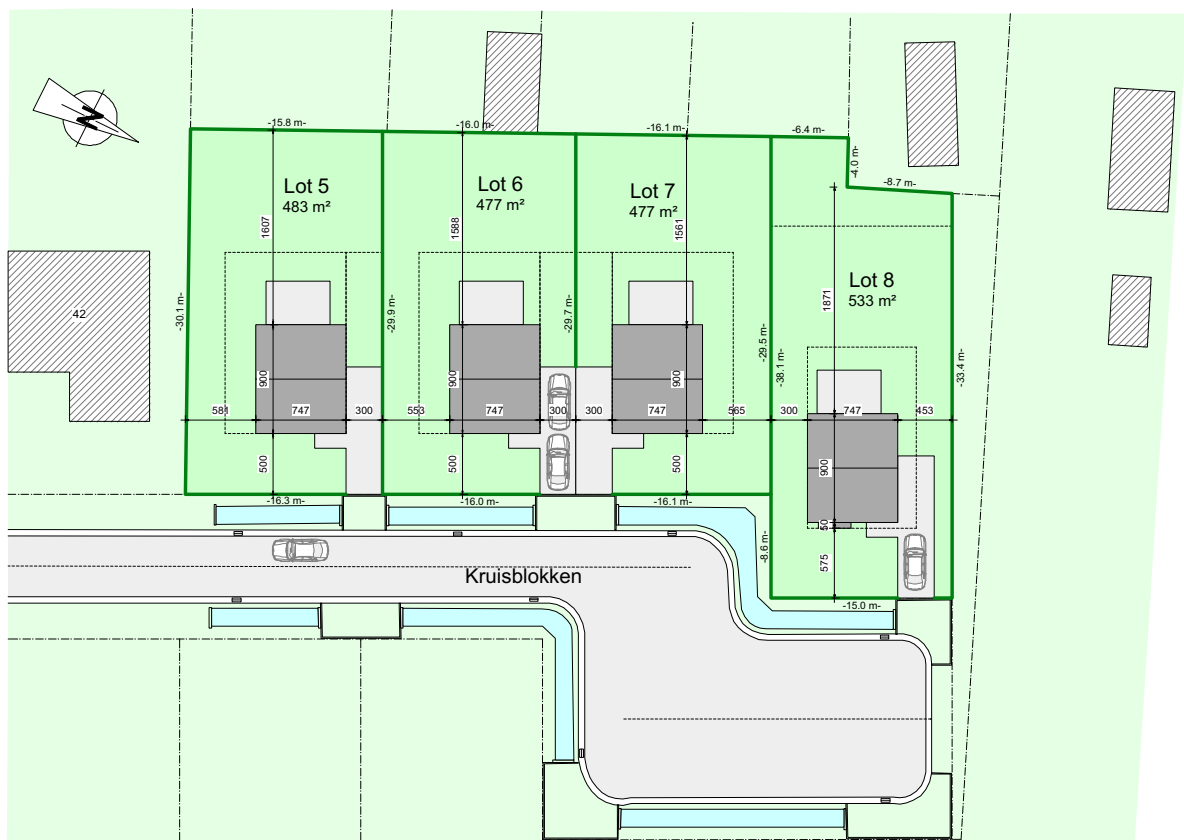 -15.8 m-
-16.0 m-
-16.1 m-
-6.4 m-
-4.0 m-
-8.7 m-
N
Lot 5
483 m²
Lot 6
477 m²
Lot 7
477 m²
Lot 8
533 m²
1607
1588
1561
1871
42
-30.1 m-
-29.9 m-
-29.7 m-
-29.5 m-
-38.1 m-
-33.4 m-
900
900
900
581
747
300
553
747
300
300
747
565
300
747
453
500
500
500
900
50
575
-16.3 m-
-16.0 m-
-16.1 m-
-8.6 m-
-15.0 m-
Kruisblokken